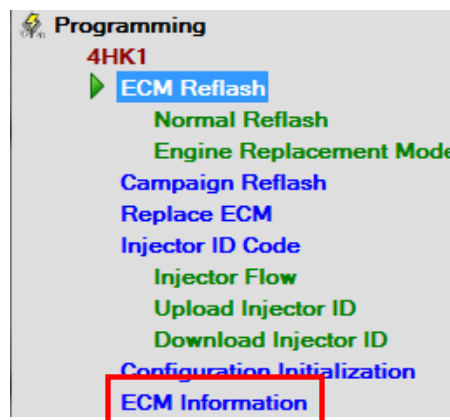 Programming
4HK1
ECM Reflash
Normal Reflash
Engine Replacement Mode
Campaign Reflash
Replace ECM
Injector ID Code
Injector Flow
Upload Injector ID
Download Injector ID
Configuration Initialization
ECM Information